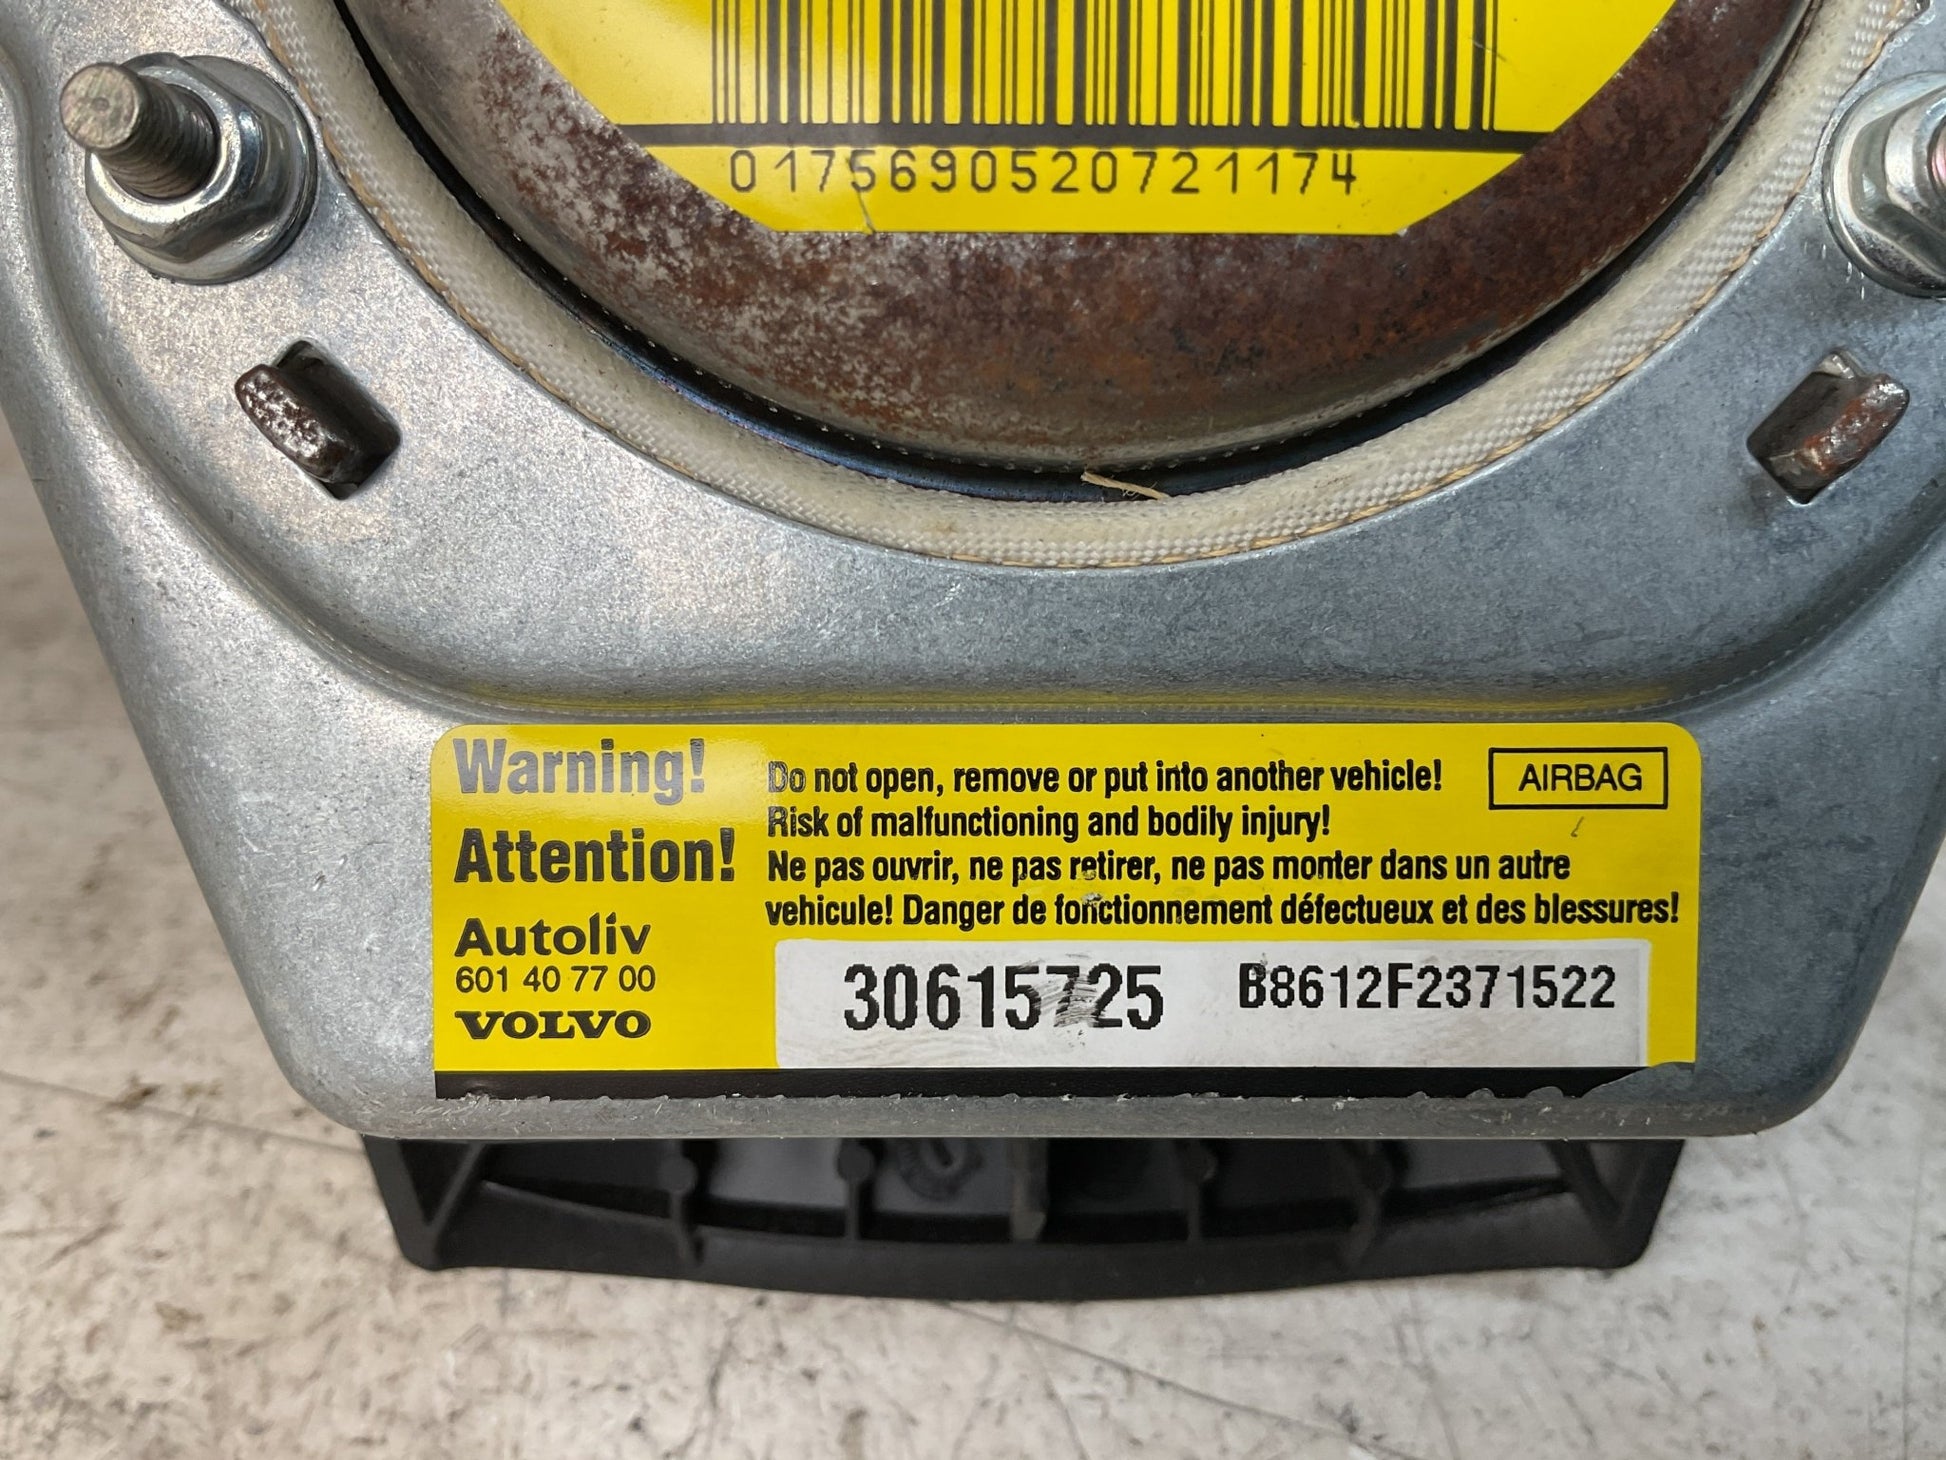 017569052072 1174
Warning!
Do not open, remove or put into another vehicle!
AIRBAG
Risk of malfunctioning and bodily injury!
Attention!
Ne pas ouvrir, ne pas retirer, ne pas monter dans un autre
vehicule! Danger de fonctionnement défectueux et des blessures!
Autoliv
601 40 77 00
VOLVO
30615725
B8612F2371522